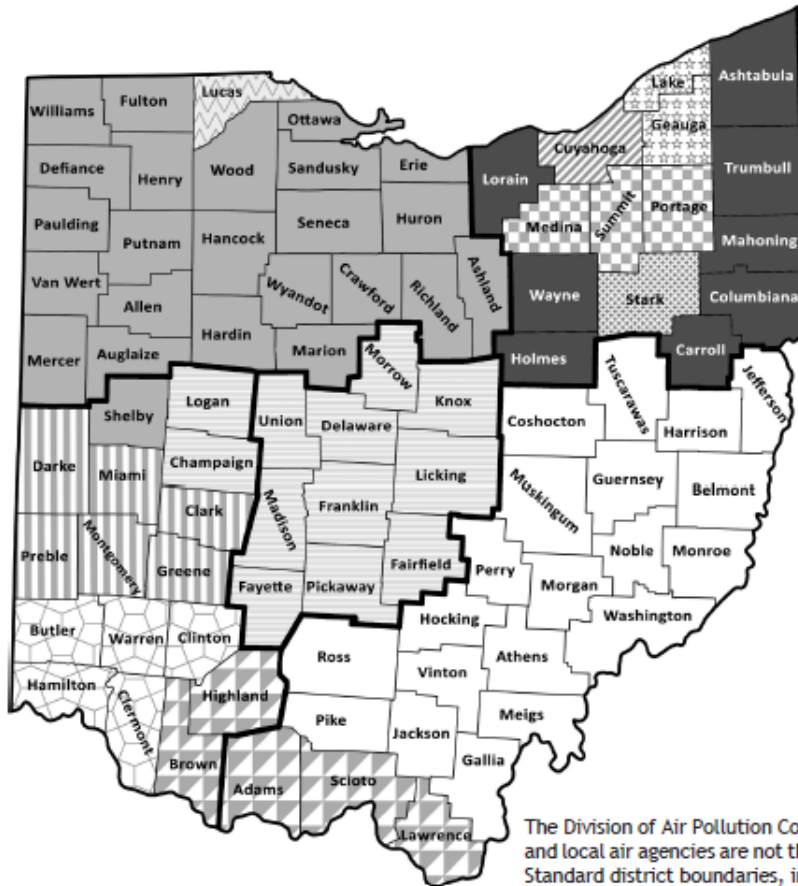 Williams
Fulton
Lucas
Ottawa
Lake
Ashtabula
Geauga
Cuyahoga
Defiance
Henry
Wood
Sandusky
Erie
Lorain
Trumbull
Paulding
Putnam
Hancock
Seneca
Huron
Medina
Summit
Portage
Mahoning
Van Wert
Allen
Wyandot
Crawford
Richland
Ashland
Wayne
Stark
Columbiana
Mercer
Auglaize
Hardin
Marion
Morrow
Holmes
Carroll
Jefferson
Tuscarawas
Shelby
Logan
Union
Delaware
Knox
Coshocton
Harrison
Darke
Miami
Champaign
Licking
Guernsey
Belmont
Clark
Madison
Franklin
Muskingum
Preble
Montgomery
Greene
Fairfield
Noble
Monroe
Fayette
Pickaway
Perry
Morgan
Washington
Butler
Warren
Clinton
Hocking
Ross
Athens
Hamilton
Clermont
Highland
Vinton
Pike
Jackson
Meigs
Gallia
Brown
Adams
Scioto
Lawrence
The Division of Air Pollution Co
and local air agencies are not th
Standard district boundaries, in